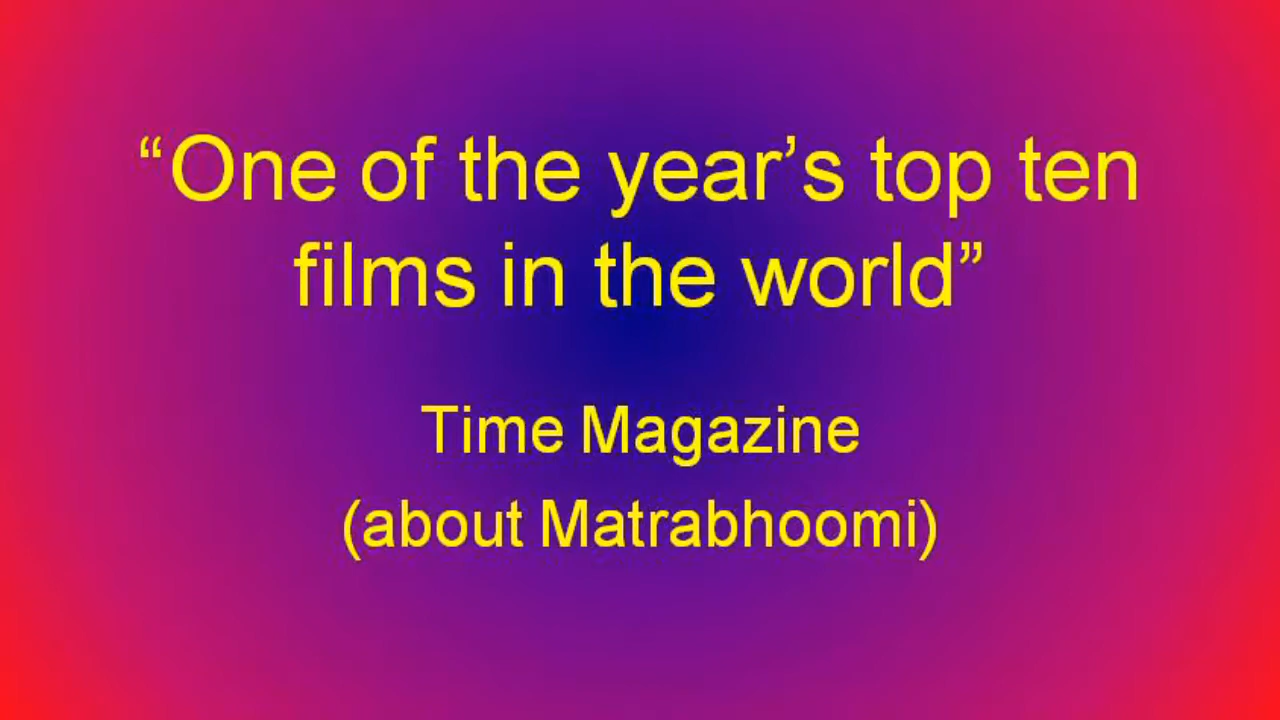 “One of the year’s top ten
films in the world”
Time Magazine
(about Matrabhoomi)